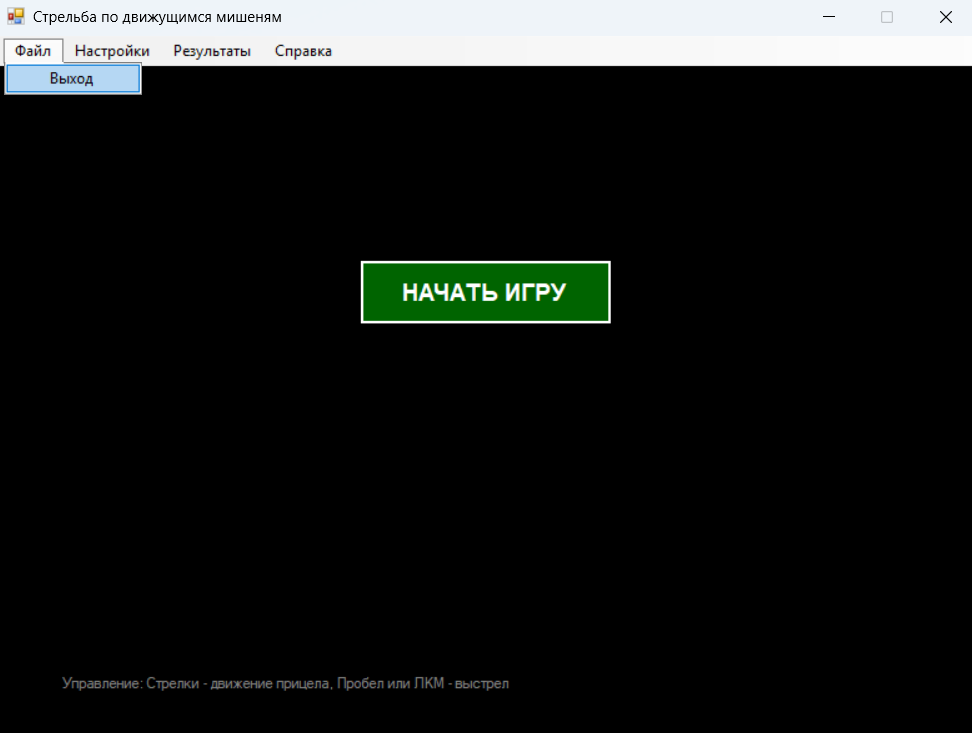 Стрельба по движущимся мишеням
Файл Настройки Результаты Справка
Выход
НАЧАТЬ ИГРУ
Управление: Стрелки - движение прицела, Пробел или ЛКМ - выстрел